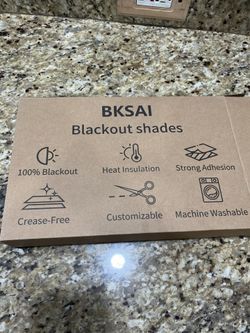 BKSAI
Blackout shades
100% Blackout Heat Insulation Strong Adhesion
Crease-Free Customizable Machine Washable